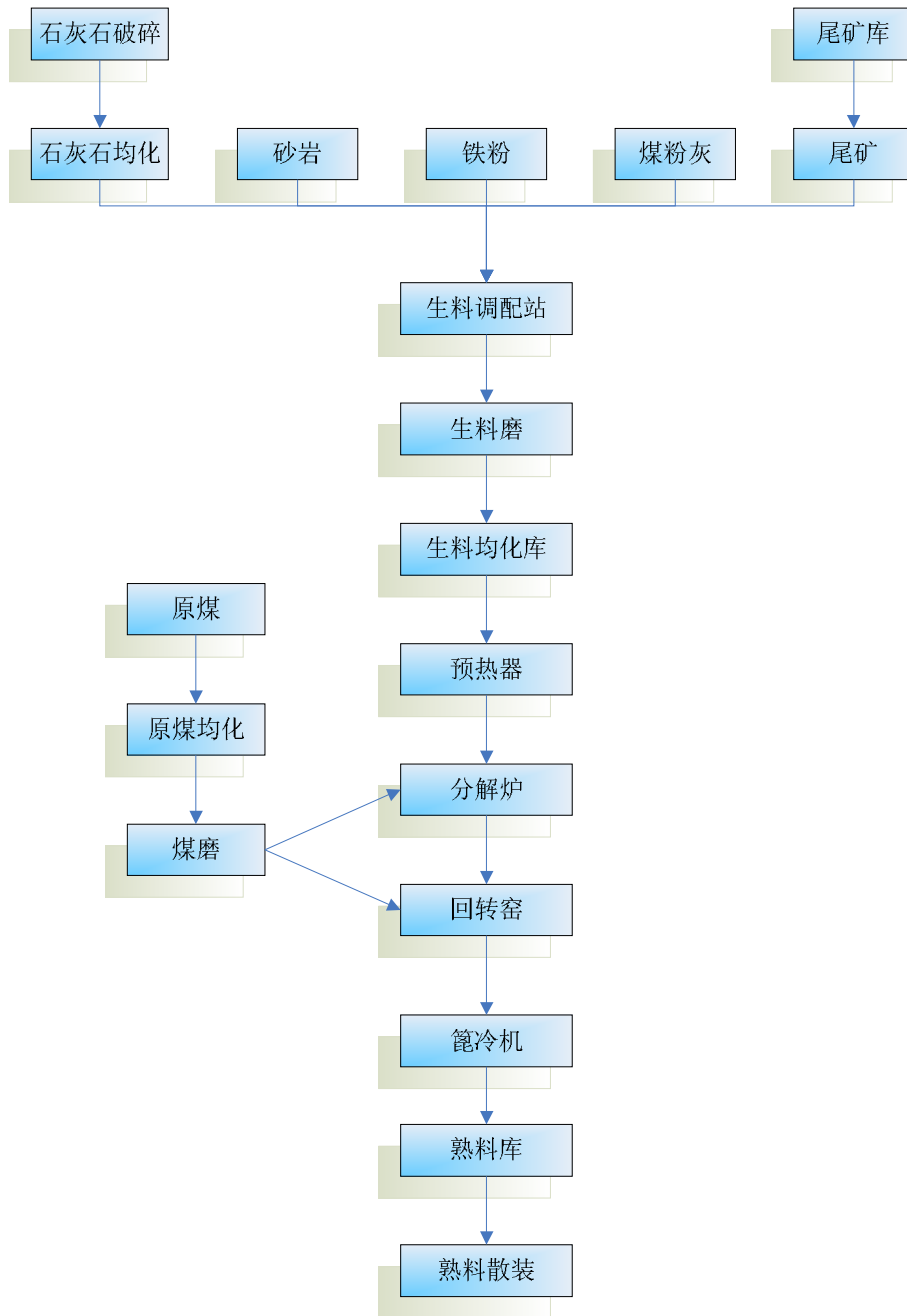 石灰石破碎
尾矿库
石灰石均化
砂岩
铁粉
煤粉灰
尾矿
生料调配站
生料磨
生料均化库
原煤
预热器
原煤均化
分解炉
煤磨
回转窑
篦冷机
熟料库
熟料散装